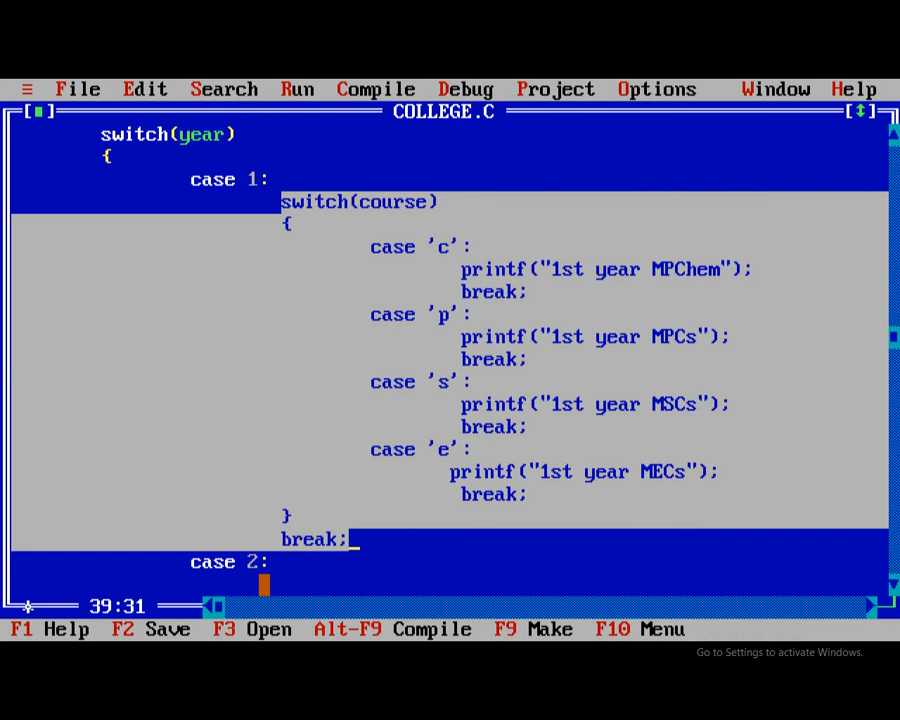 ≡ File Edit Search Run Compile Debug Project Options Window Help
[■] COLLEGE.C [↕]
switch(year)
{
case 1:
switch(course)
{
case 'c':
printf("1st year MPChem");
break;
case 'p':
printf("1st year MPCs");
break;
case 's':
printf("1st year MSCs");
break;
case 'e':
printf("1st year MECs");
break;
}
break;
case 2:
39:31
F1 Help F2 Save F3 Open Alt-F9 Compile F9 Make F10 Menu
Go to Settings to activate Windows.